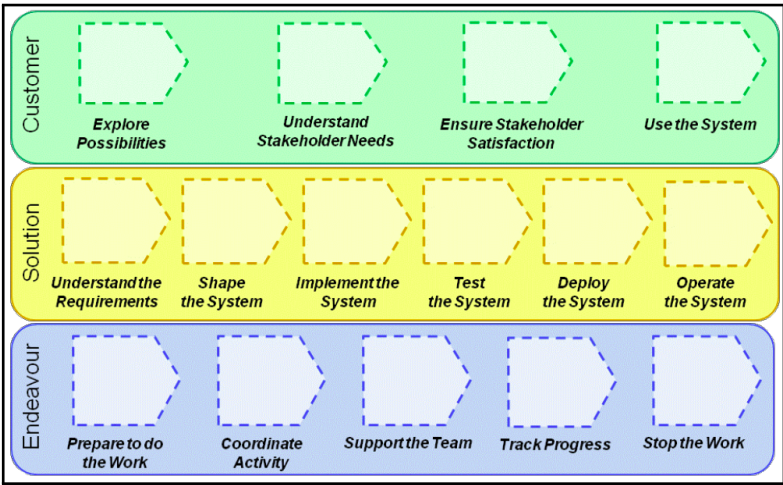 Customer
Explore
Possibilities
Understand
Stakeholder Needs
Ensure Stakeholder
Satisfaction
Use the System
Solution
Understand the
Requirements
Shape
the System
Implement the
System
Test
the System
Deploy
the System
Operate
the System
Endeavour
Prepare to do
the Work
Coordinate
Activity
Support the Team
Track Progress
Stop the Work